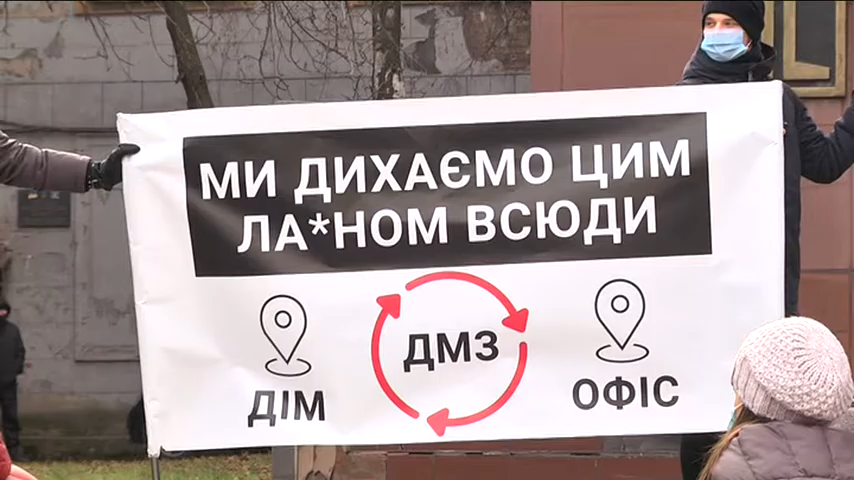 МИ ДИХАЄМО ЦИМ
ЛА*НОМ ВСЮДИ
ДМЗ
ДІМ
ОФІС